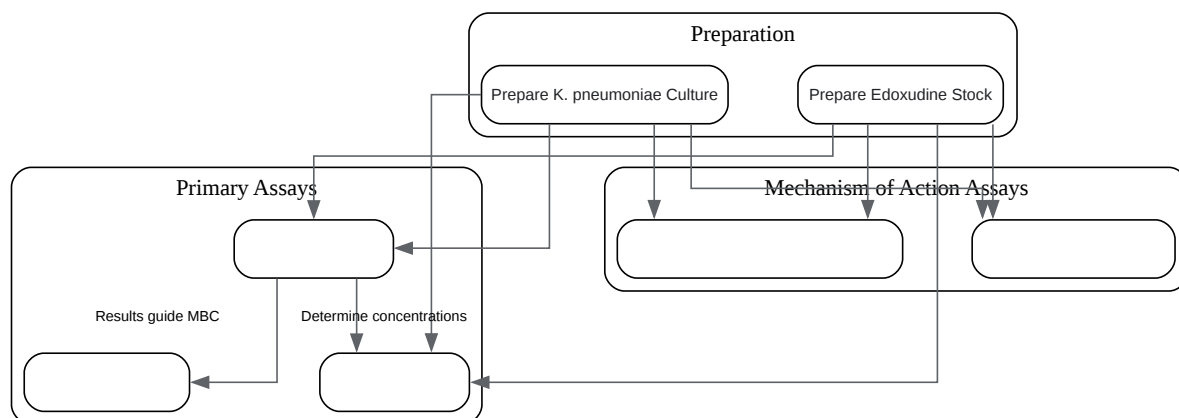 Preparation
Prepare K. pneumoniae Culture
Prepare Edoxudine Stock
Primary Assays
Mechanism of Action Assays
Results guide MBC
Determine concentrations